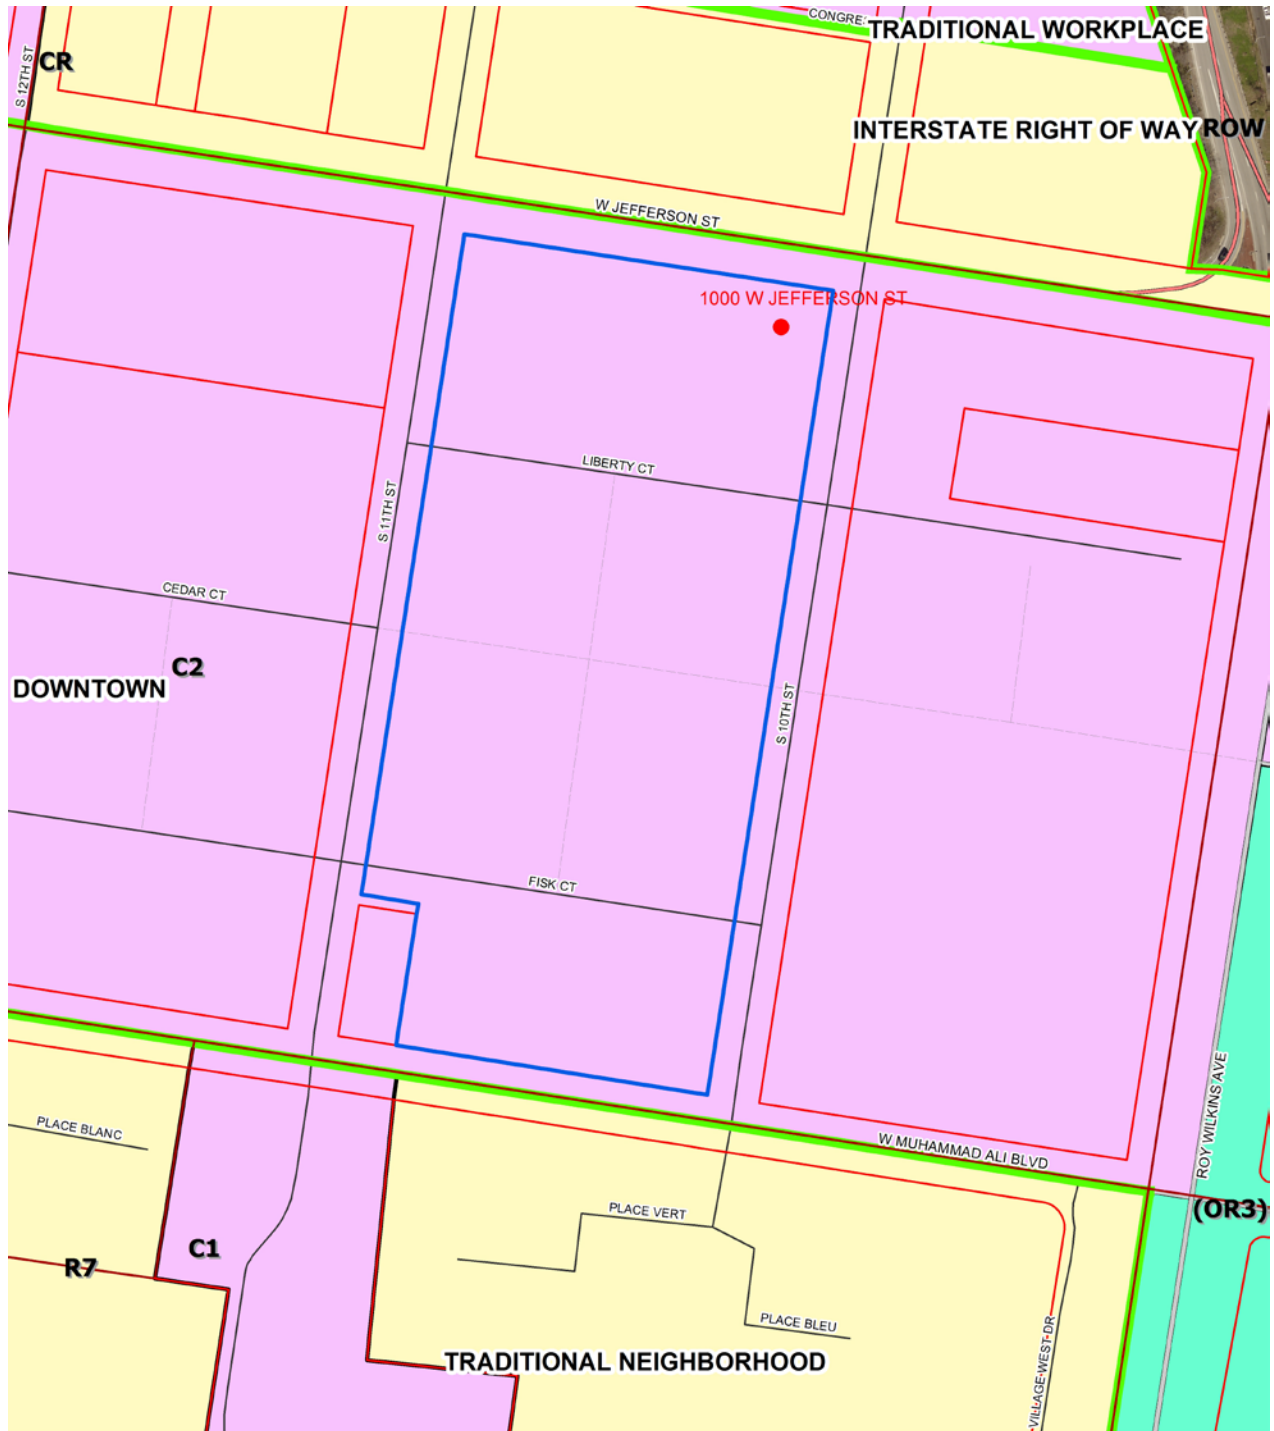 CONGRE
TRADITIONAL WORKPLACE
CR
S 12TH ST
INTERSTATE RIGHT OF WAY
ROW
W JEFFERSON ST
1000 W JEFFERSON ST
LIBERTY CT
S 11TH ST
CEDAR CT
C2
DOWNTOWN
S 10TH ST
FISK CT
ROY WILKINS AVE
PLACE BLANC
W MUHAMMAD ALI BLVD
PLACE VERT
(OR3)
C1
R7
PLACE BLEU
VILLAGE WEST DR
TRADITIONAL NEIGHBORHOOD